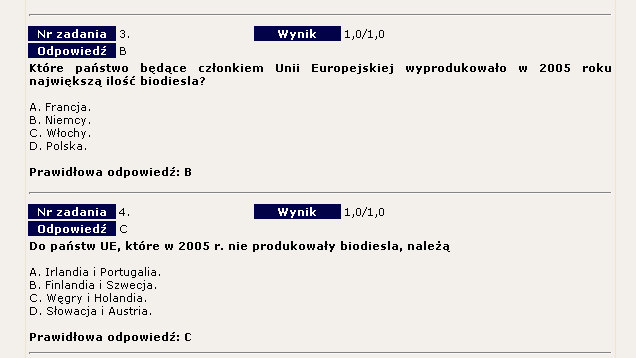 Nr zadania 3. Wynik 1,0/1,0
Odpowiedź B
Które państwo będące członkiem Unii Europejskiej wyprodukowało w 2005 roku
największą ilość biodiesla?
A. Francja.
B. Niemcy.
C. Włochy.
D. Polska.
Prawidłowa odpowiedź: B
Nr zadania 4. Wynik 1,0/1,0
Odpowiedź C
Do państw UE, które w 2005 r. nie produkowały biodiesla, należą
A. Irlandia i Portugalia.
B. Finlandia i Szwecja.
C. Węgry i Holandia.
D. Słowacja i Austria.
Prawidłowa odpowiedź: C